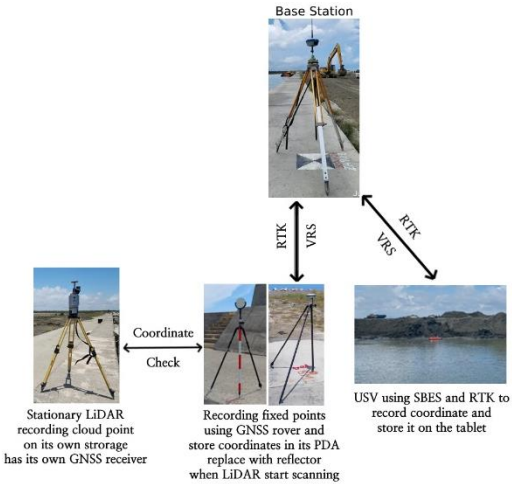 Base Station
RTK
VRS
RTK
VRS
Coordinate
Check
Stationary LiDAR
recording cloud point
on its own strorage
has its own GNSS receiver
Recording fixed points
using GNSS rover and
store coordinates in its PDA
replace with reflector
when LiDAR start scanning
USV using SBES and RTK to
record coordinate and
store it on the tablet